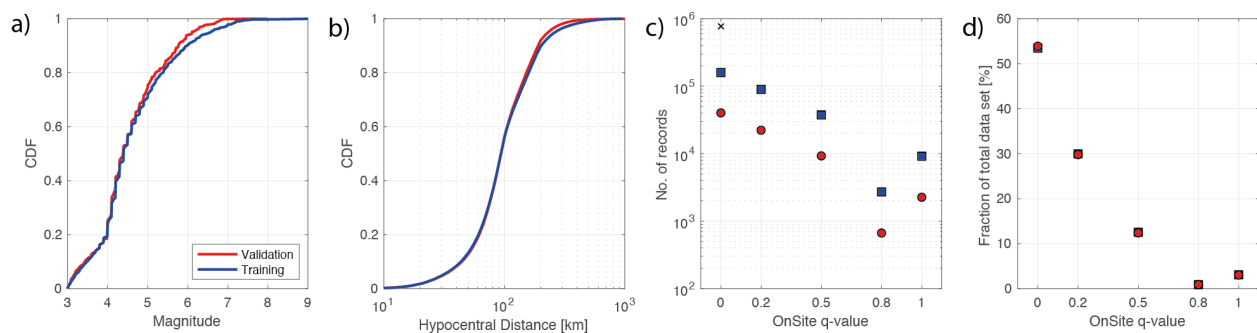 a)
CDF
1
0.8
0.6
0.4
0.2
0
3 4 5 6 7 8 9
Magnitude
Validation
Training
b)
CDF
1
0.8
0.6
0.4
0.2
0
10^1 10^2 10^3
Hypocentral Distance [km]
c)
No. of records
10^6
10^5
10^4
10^3
10^2
0 0.2 0.5 0.8 1
OnSite q-value
d)
Fraction of total data set [%]
60
50
40
30
20
10
0
0 0.2 0.5 0.8 1
OnSite q-value